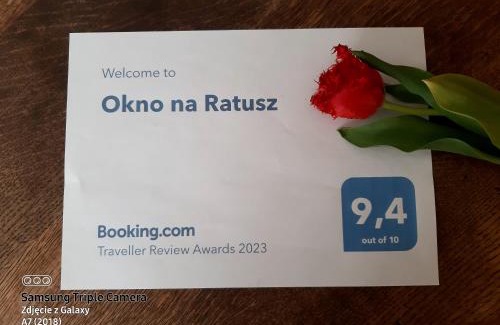 Welcome to
Okno na Ratusz
9,4
out of 10
Booking.com
Traveller Review Awards 2023
Samsung Triple Camera
Zdjęcie z Galaxy
A7 (2018)